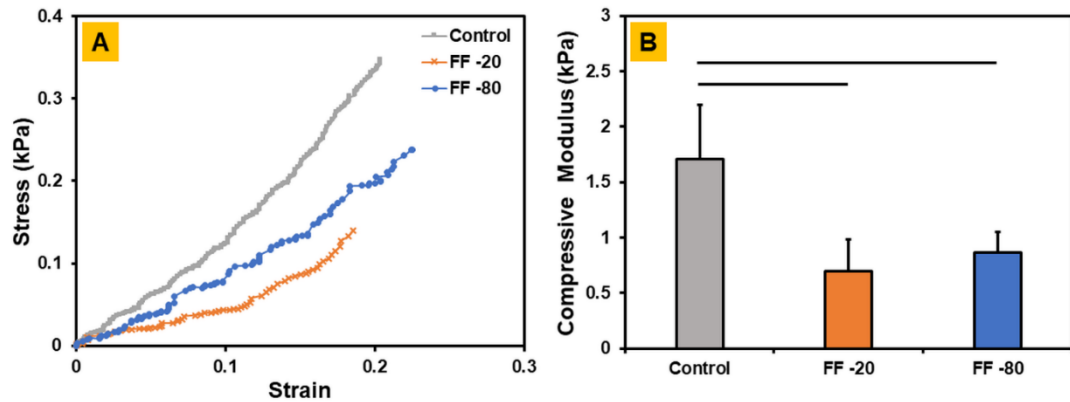 A
Stress (kPa)
0.4
0.3
0.2
0.1
0
0
0.1
0.2
0.3
Strain
Control
FF -20
FF -80
B
Compressive Modulus (kPa)
3
2.5
2
1.5
1
0.5
0
Control
FF -20
FF -80